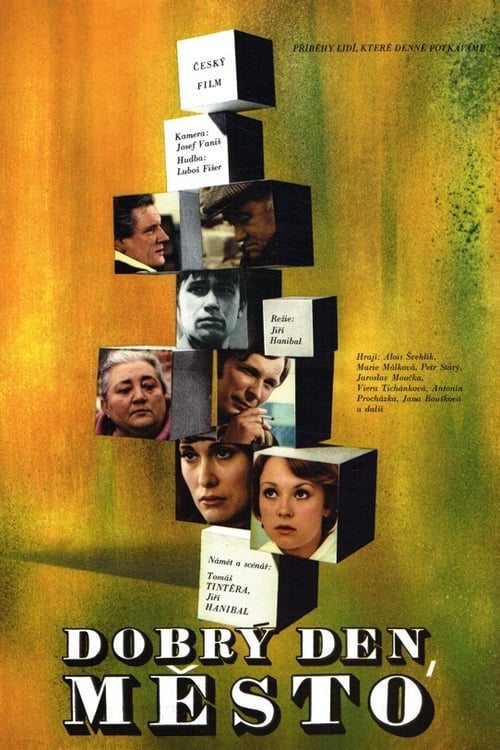 PŘÍBĚHY LIDÍ, KTERÉ DENNĚ POTKÁVÁME
ČESKÝ
FILM
Kamera:
Josef Vaniš
Hudba:
Luboš Fišer
Režie:
Jiří
Hanibal
Hrají: Alois Švehlík,
Marie Málková, Petr Starý,
Jaroslav Moučka,
Viera Tichánková, Antonín
Procházka, Jana Boušková
a další
Námět a scénář:
Tomáš
TINTĚRA,
Jiří
HANIBAL
DOBRÝ DEN,
MĚSTO